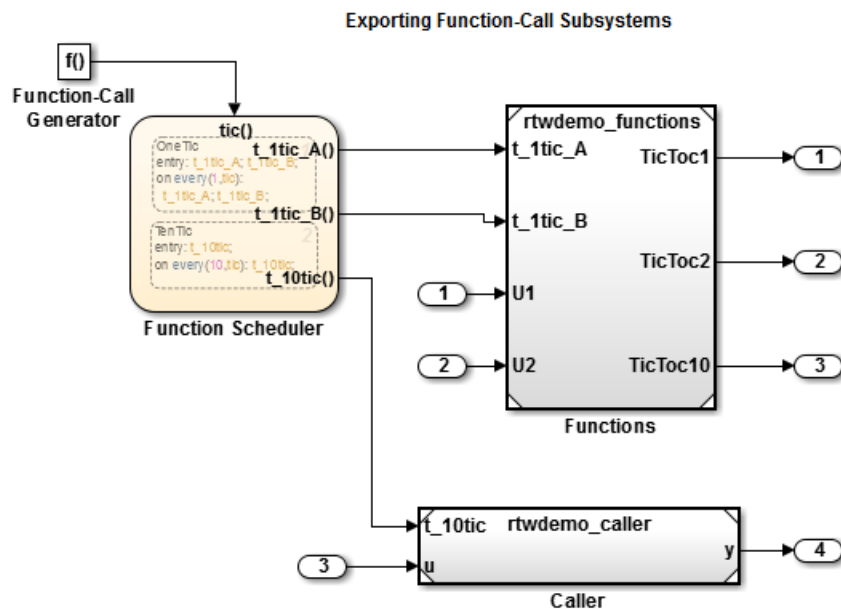 Exporting Function-Call Subsystems
f()
Function-Call
Generator
tic()
OneTic
entry: t_1tic_A; t_1tic_B;
on every(1,tic):
t_1tic_A; t_1tic_B;
t_1tic_A()
t_1tic_B()
2
TenTic
entry: t_10tic;
on every(10,tic): t_10tic;
t_10tic()
Function Scheduler
rtwdemo_functions
t_1tic_A
TicToc1
1
t_1tic_B
TicToc2
2
1
U1
2
U2
TicToc10
3
Functions
t_10tic
rtwdemo_caller
3
u
y
4
Caller